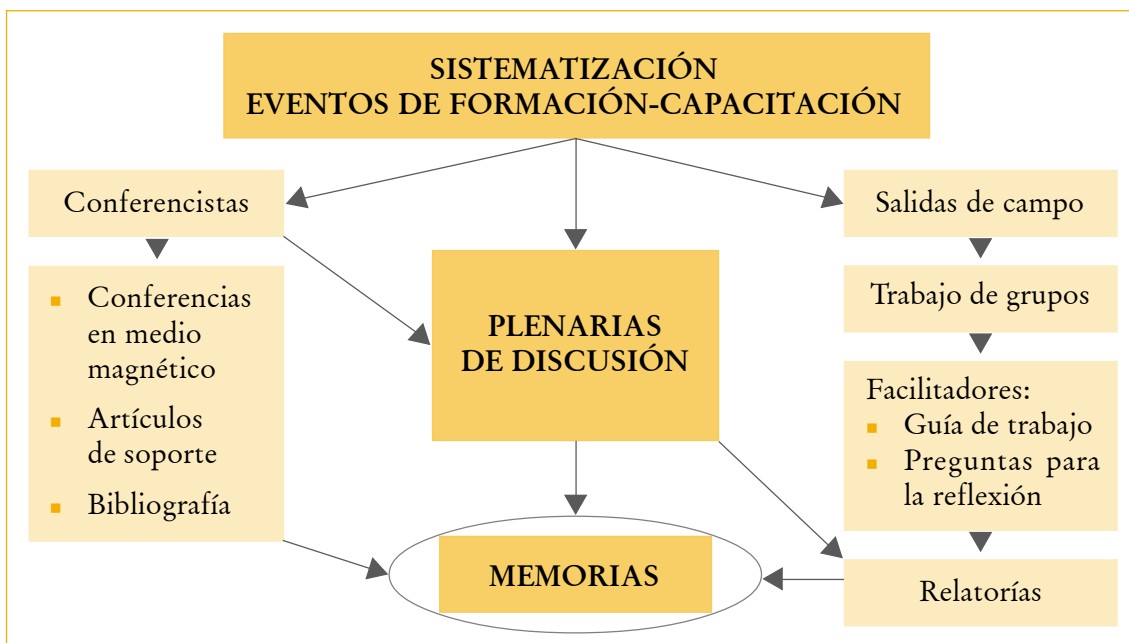 SISTEMATIZACIÓN
EVENTOS DE FORMACIÓN-CAPACITACIÓN
Conferencistas
Conferencias
en medio
magnético
Artículos
de soporte
Bibliografía
PLENARIAS
DE DISCUSIÓN
MEMORIAS
Salidas de campo
Trabajo de grupos
Facilitadores:
Guía de trabajo
Preguntas para
la reflexión
Relatorías